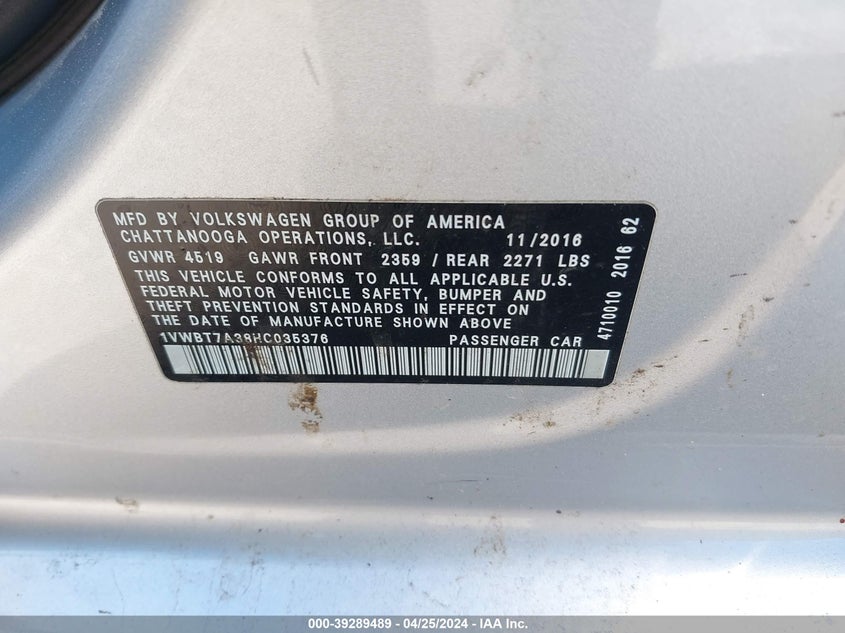 MFD BY VOLKSWAGEN GROUP OF AMERICA
CHATTANOOGA OPERATIONS, LLC. 11/2016
GVWR 4519 GAWR FRONT 2359 / REAR 2271 LBS
THIS VEHICLE CONFORMS TO ALL APPLICABLE U.S.
FEDERAL MOTOR VEHICLE SAFETY, BUMPER AND
THEFT PREVENTION STANDARDS IN EFFECT ON
THE DATE OF MANUFACTURE SHOWN ABOVE
1VWBT7A38HC035376 PASSENGER CAR
4710010 2016 62
000-39289489 - 04/25/2024 - IAA Inc.